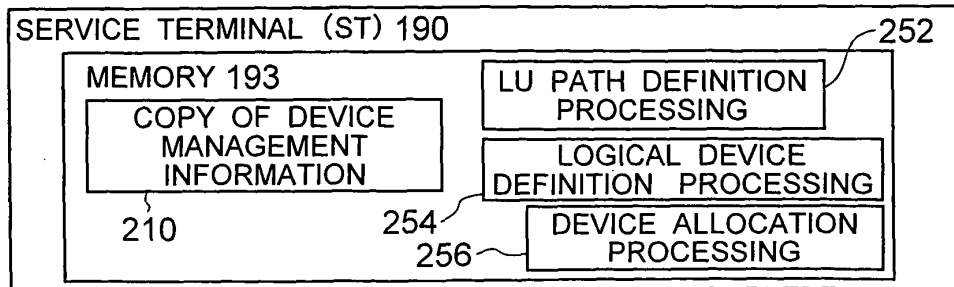 SERVICE TERMINAL (ST) 190
252
MEMORY 193
LU PATH DEFINITION
PROCESSING
COPY OF DEVICE
MANAGEMENT
INFORMATION
LOGICAL DEVICE
DEFINITION PROCESSING
210
254
DEVICE ALLOCATION
PROCESSING
256